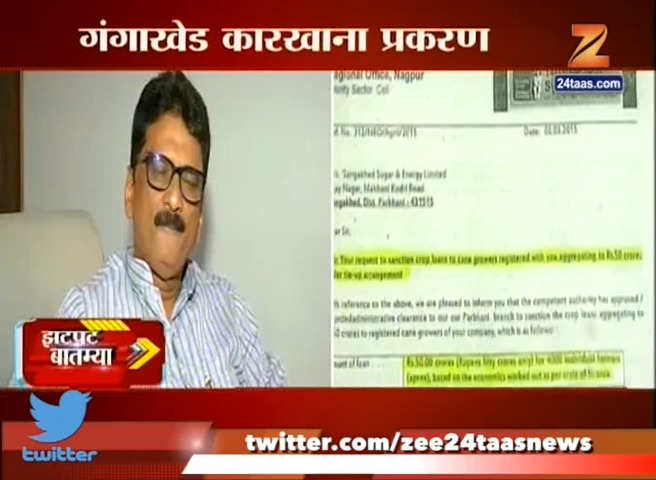 गंगाखेड कारखाना प्रकरण
24taas.com
Regional Office, Nagpur
Sector Cell
Date: 02.03.2015
Gangakhed Sugar & Energy Limited
Nagar, Makhani Kodri Road
Gangakhed, Dist. Parbhani - 431515
Sir,
Your request to sanction crop loans to cane growers registered with you aggregating to Rs.50 crores
tie-up arrangement
reference to the above, we are pleased to inform you that the competent authority has approved /
administrative clearance to our our Parbhani branch to sanction the crop loans aggregating to
crores to registered cane growers of your company, which is as follows:
of loan
Rs.50.00 crores (Rupees fifty crores only) for 4000 individual farmers
(aprox), based on the economics worked out as per scale of finance.
झटपट
बातम्या
twitter
twitter.com/zee24taasnews